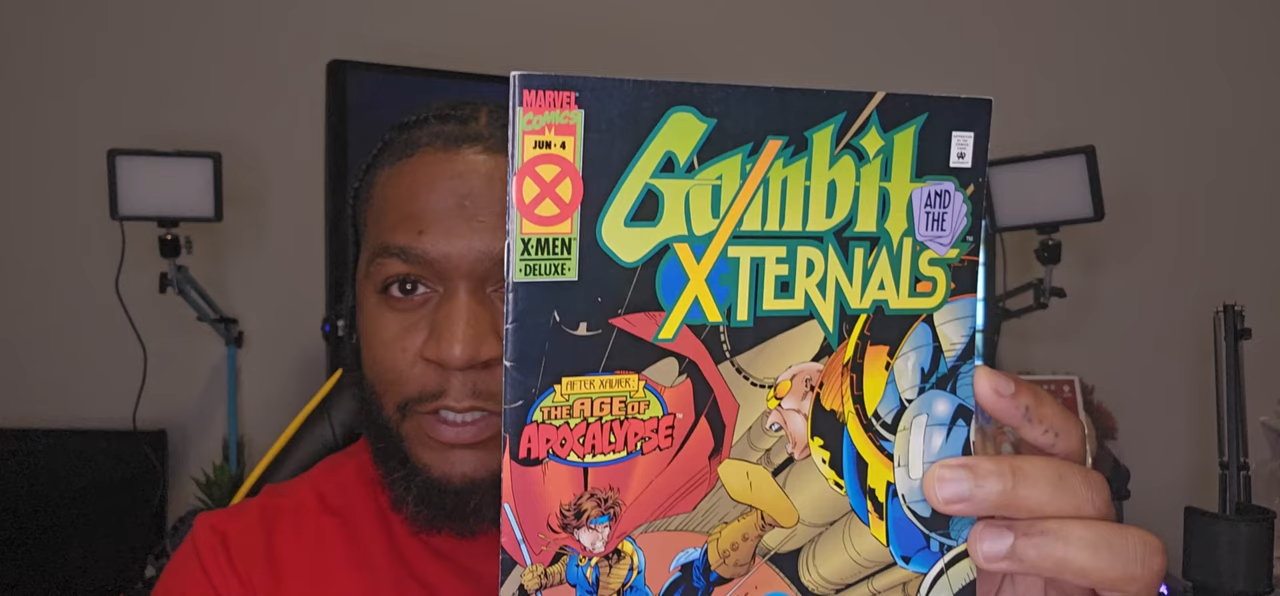 MARVEL
COMICS
JUN · 4
X-MEN
· DELUXE ·
Gambit
AND
THE
XTERNALS
AFTER XAVIER:
THE AGE OF
APOCALYPSE